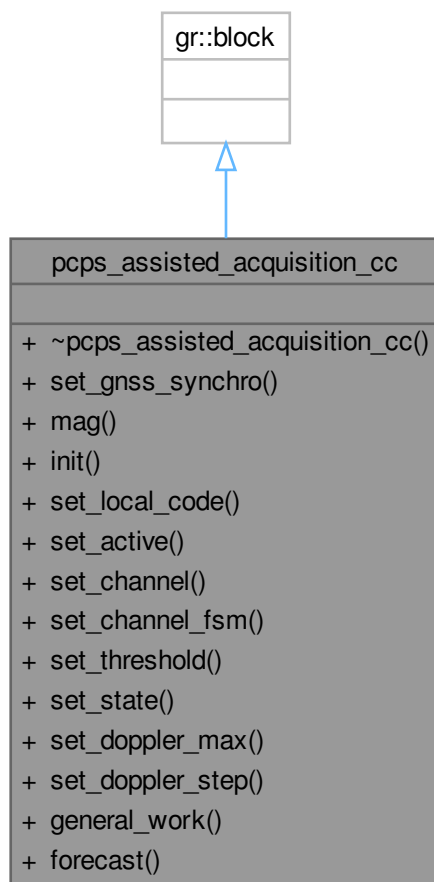 gr::block
pcps_assisted_acquisition_cc
+ ~pcps_assisted_acquisition_cc()
+ set_gnss_synchro()
+ mag()
+ init()
+ set_local_code()
+ set_active()
+ set_channel()
+ set_channel_fsm()
+ set_threshold()
+ set_state()
+ set_doppler_max()
+ set_doppler_step()
+ general_work()
+ forecast()